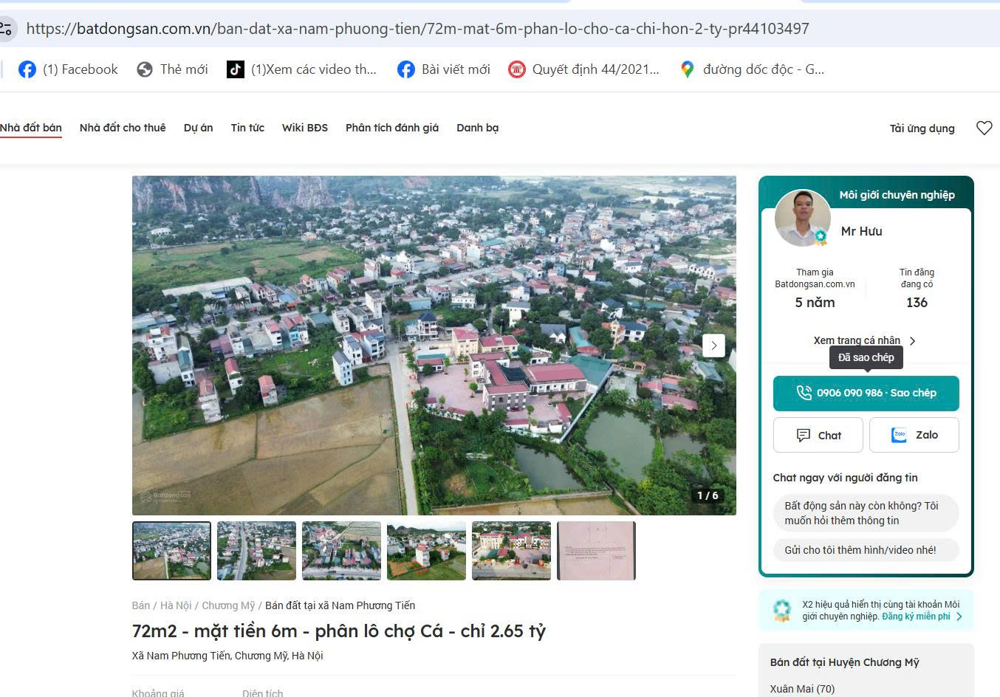 https://batdongsan.com.vn/ban-dat-xa-nam-phuong-tien/72m-mat-6m-phan-lo-cho-ca-chi-hon-2-ty-pr44103497
(1) Facebook
Thẻ mới
(1)Xem các video th...
Bài viết mới
Quyết định 44/2021...
đường dốc độc - G...
Nhà đất bán
Nhà đất cho thuê
Dự án
Tin tức
Wiki BĐS
Phân tích đánh giá
Danh bạ
Tải ứng dụng
Batdongsan
1 / 6
Môi giới chuyên nghiệp
Mr Hưu
Tham gia
Batdongsan.com.vn
5 năm
Tin đăng
đang có
136
Xem trang cá nhân
Đã sao chép
0906 090 986 · Sao chép
Chat
Zalo
Zalo
Chat ngay với người đăng tin
Bất động sản này còn không? Tôi
muốn hỏi thêm thông tin
Gửi cho tôi thêm hình/video nhé!
X2 hiệu quả hiển thị cùng tài khoản Môi
giới chuyên nghiệp. Đăng ký miễn phí
Bán / Hà Nội / Chương Mỹ / Bán đất tại xã Nam Phương Tiến
72m2 - mặt tiền 6m - phân lô chợ Cá - chỉ 2.65 tỷ
Xã Nam Phương Tiến, Chương Mỹ, Hà Nội
Khoảng giá
Diện tích
Bán đất tại Huyện Chương Mỹ
Xuân Mai (70)